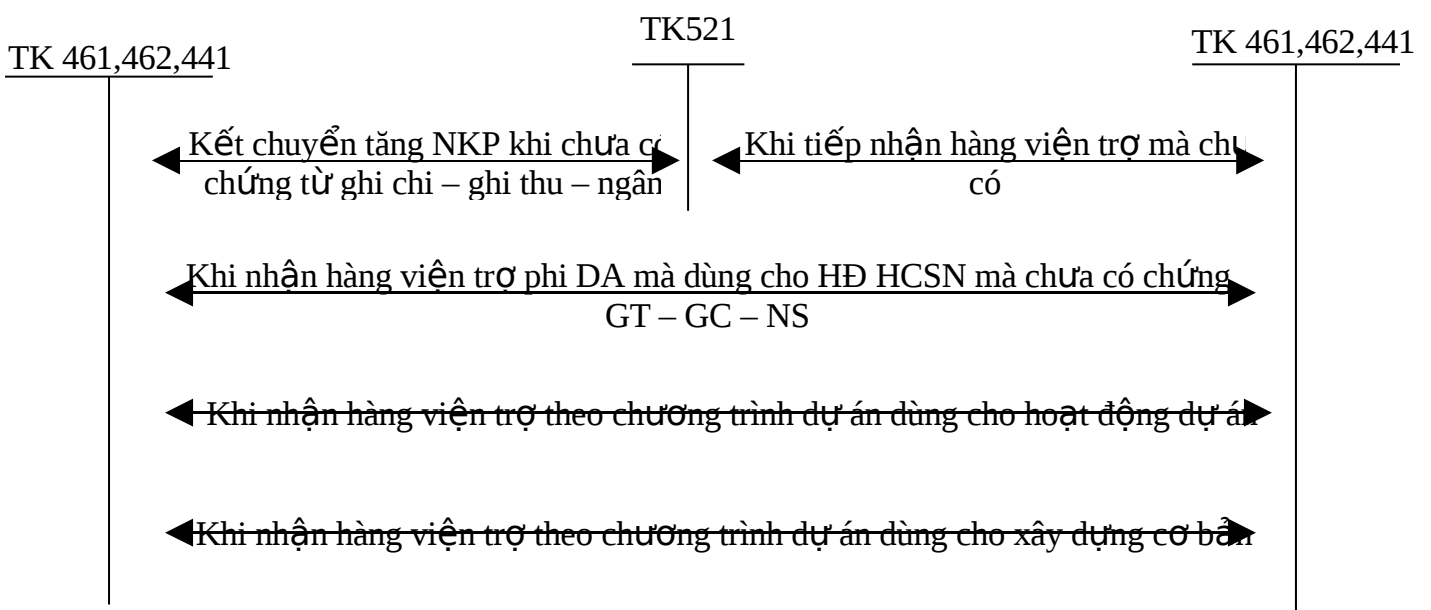 TK521
TK 461,462,441
TK 461,462,441
Kết chuyển tăng NKP khi chưa có
chứng từ ghi chi – ghi thu – ngân
Khi tiếp nhận hàng viện trợ mà
có
Khi nhận hàng viện trợ phi DA mà dùng cho HĐ HCSN mà chưa có chứng
GT – GC – NS
Khi nhận hàng viện trợ theo chương trình dự án dùng cho hoạt động dự án
Khi nhận hàng viện trợ theo chương trình dự án dùng cho xây dựng cơ bản